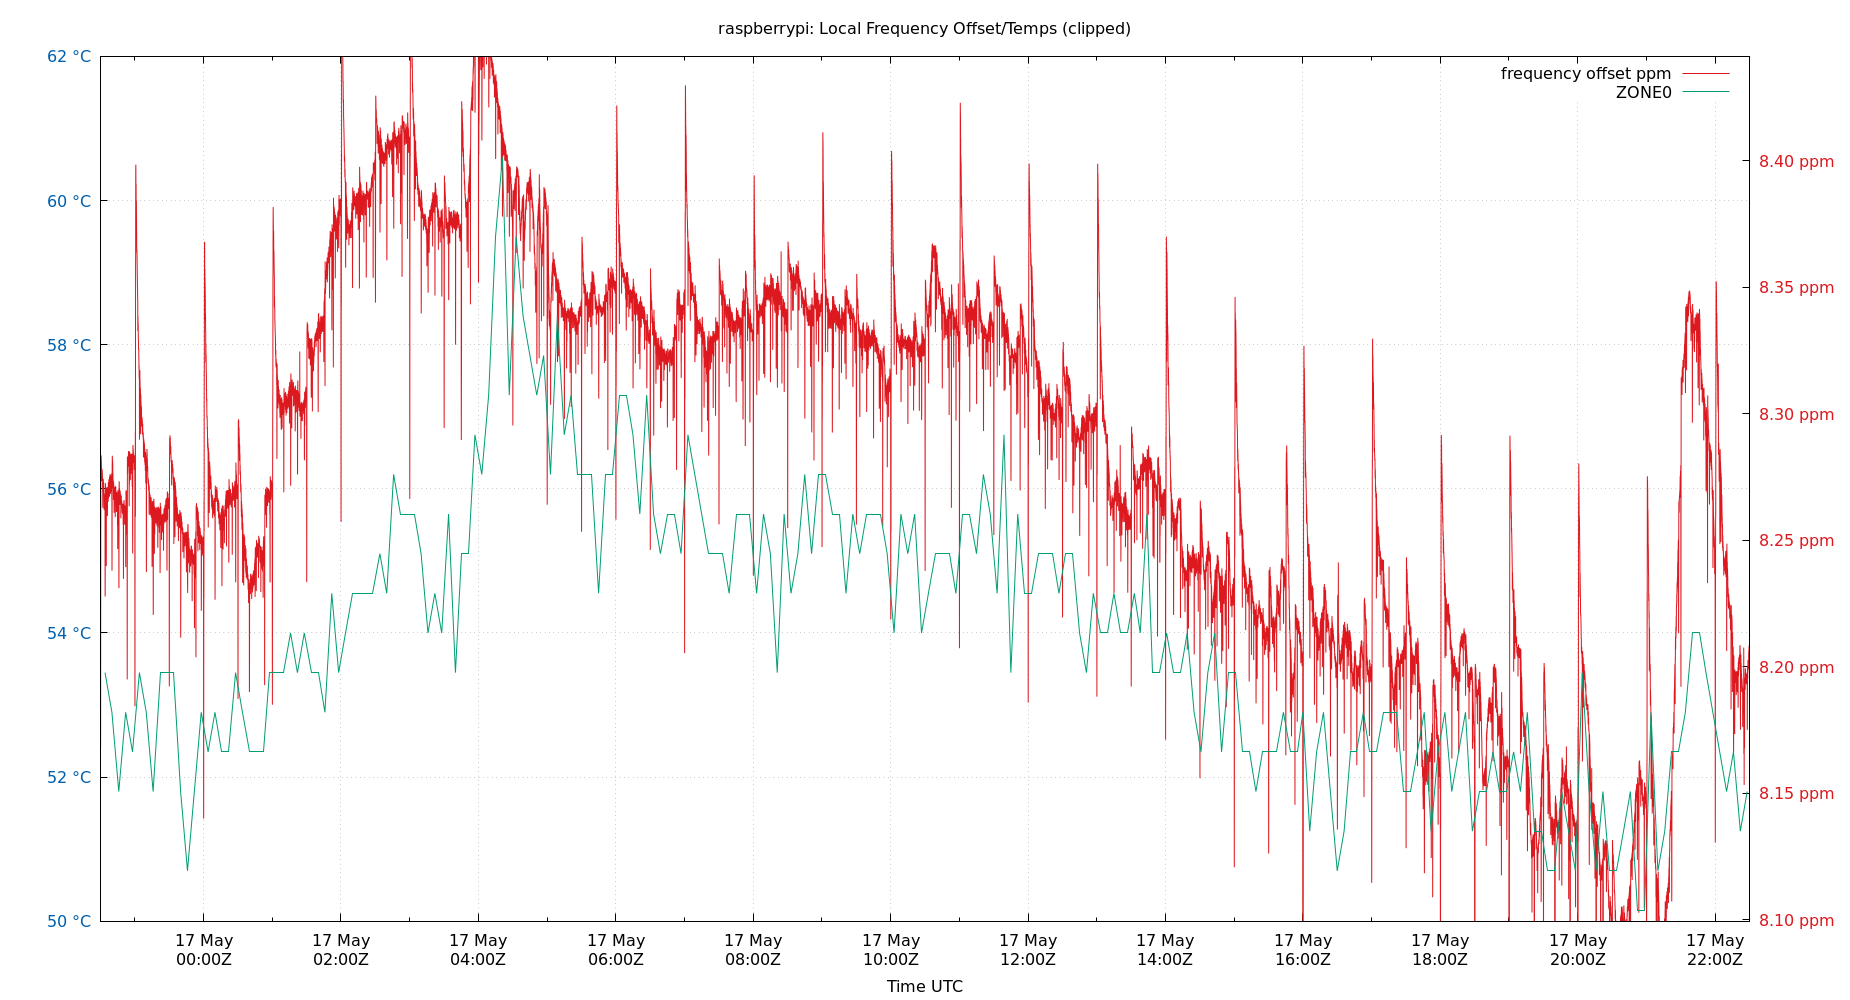 raspberrypi: Local Frequency Offset/Temps (clipped)
frequency offset ppm
ZONE0
62 °C
60 °C
58 °C
56 °C
54 °C
52 °C
50 °C
8.40 ppm
8.35 ppm
8.30 ppm
8.25 ppm
8.20 ppm
8.15 ppm
8.10 ppm
17 May 17 May 17 May 17 May 17 May 17 May 17 May 17 May 17 May 17 May 17 May 17 May
00:00Z 02:00Z 04:00Z 06:00Z 08:00Z 10:00Z 12:00Z 14:00Z 16:00Z 18:00Z 20:00Z 22:00Z
Time UTC